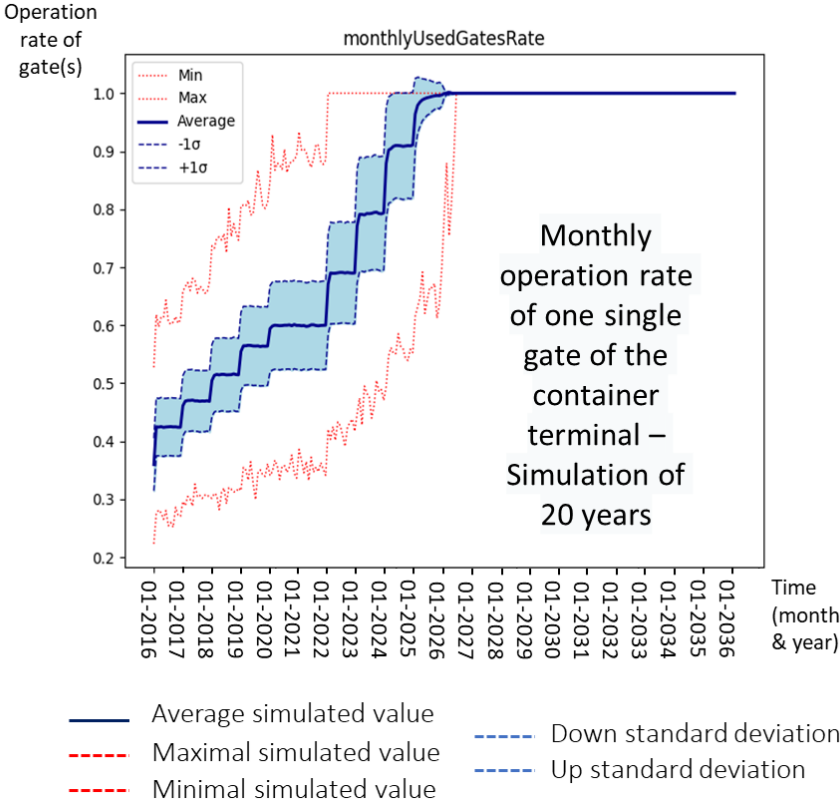 Operation
rate of
gate(s)
monthlyUsedGatesRate
Min
Max
Average
-1σ
+1σ
1.0
0.9
0.8
0.7
0.6
0.5
0.4
0.3
0.2
Monthly
operation rate
of one single
gate of the
container
terminal –
Simulation of
20 years
01-2016
01-2017
01-2018
01-2019
01-2020
01-2021
01-2022
01-2023
01-2024
01-2025
01-2026
01-2027
01-2028
01-2029
01-2030
01-2031
01-2032
01-2033
01-2034
01-2035
01-2036
Time
(month
& year)
Average simulated value
Maximal simulated value
Minimal simulated value
Down standard deviation
Up standard deviation